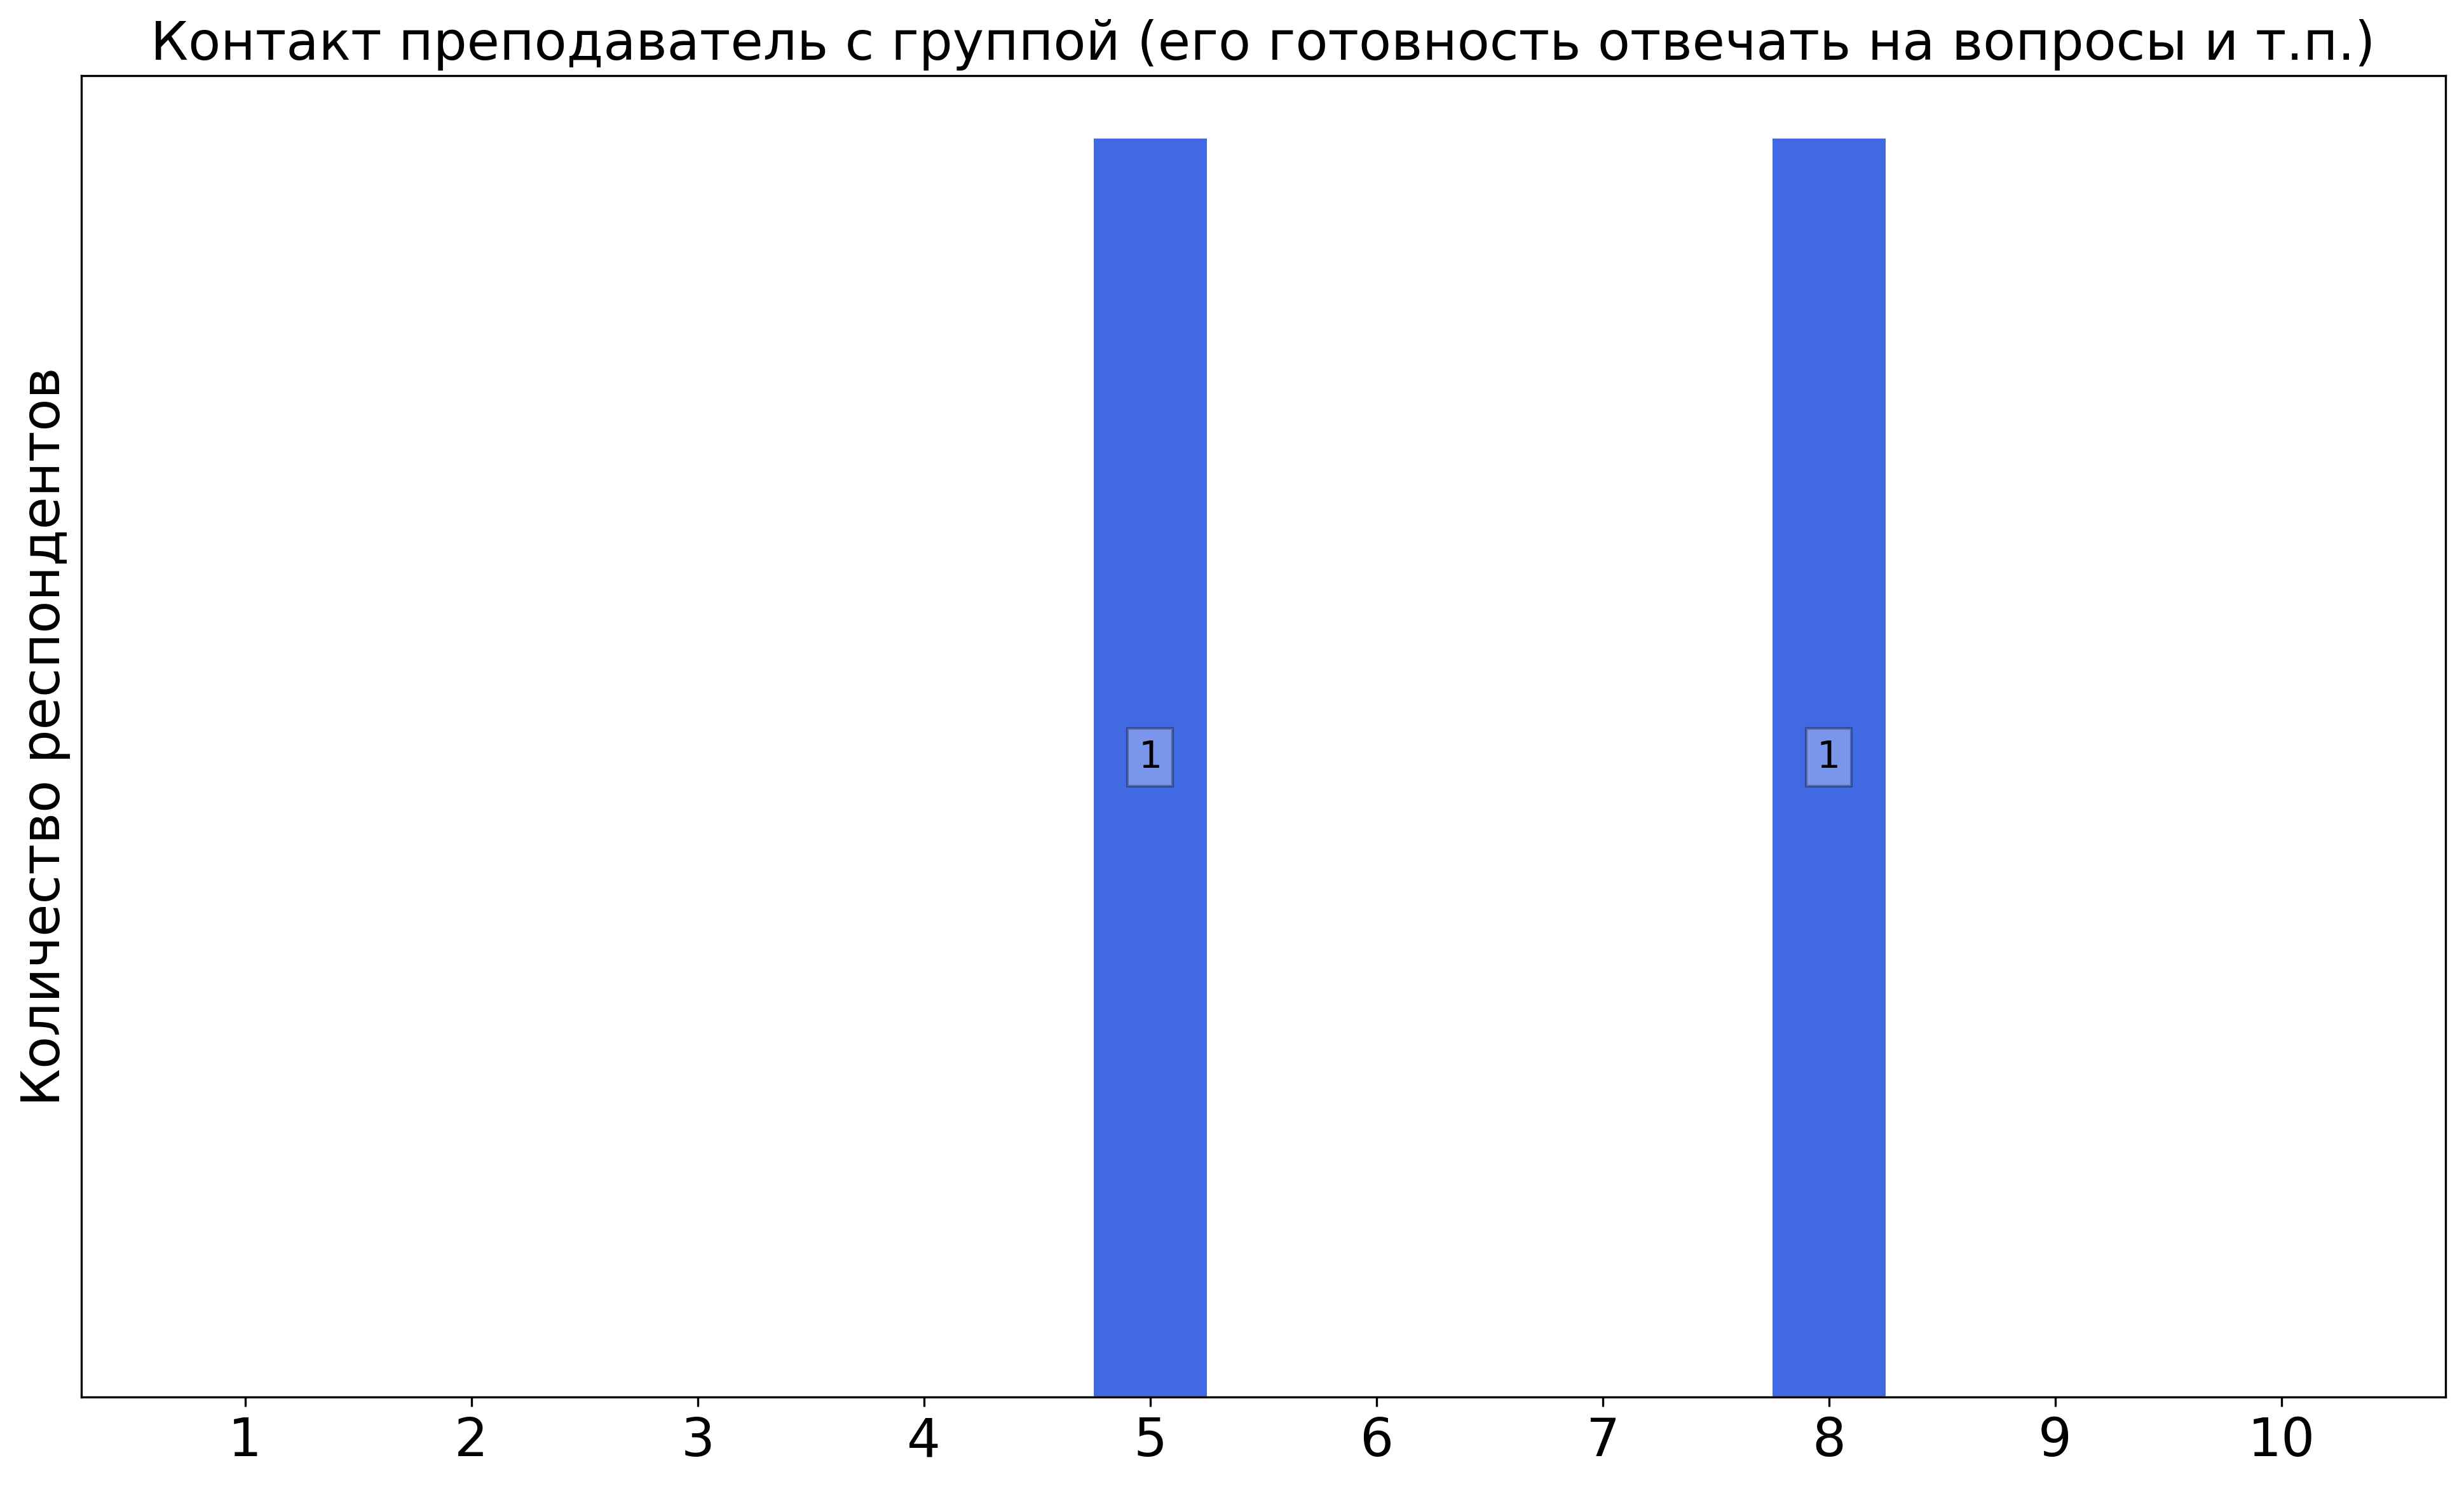 Контакт преподаватель с группой (его готовность отвечать на вопросы и т.п.)
Количество респондентов
1
1
1 2 3 4 5 6 7 8 9 10